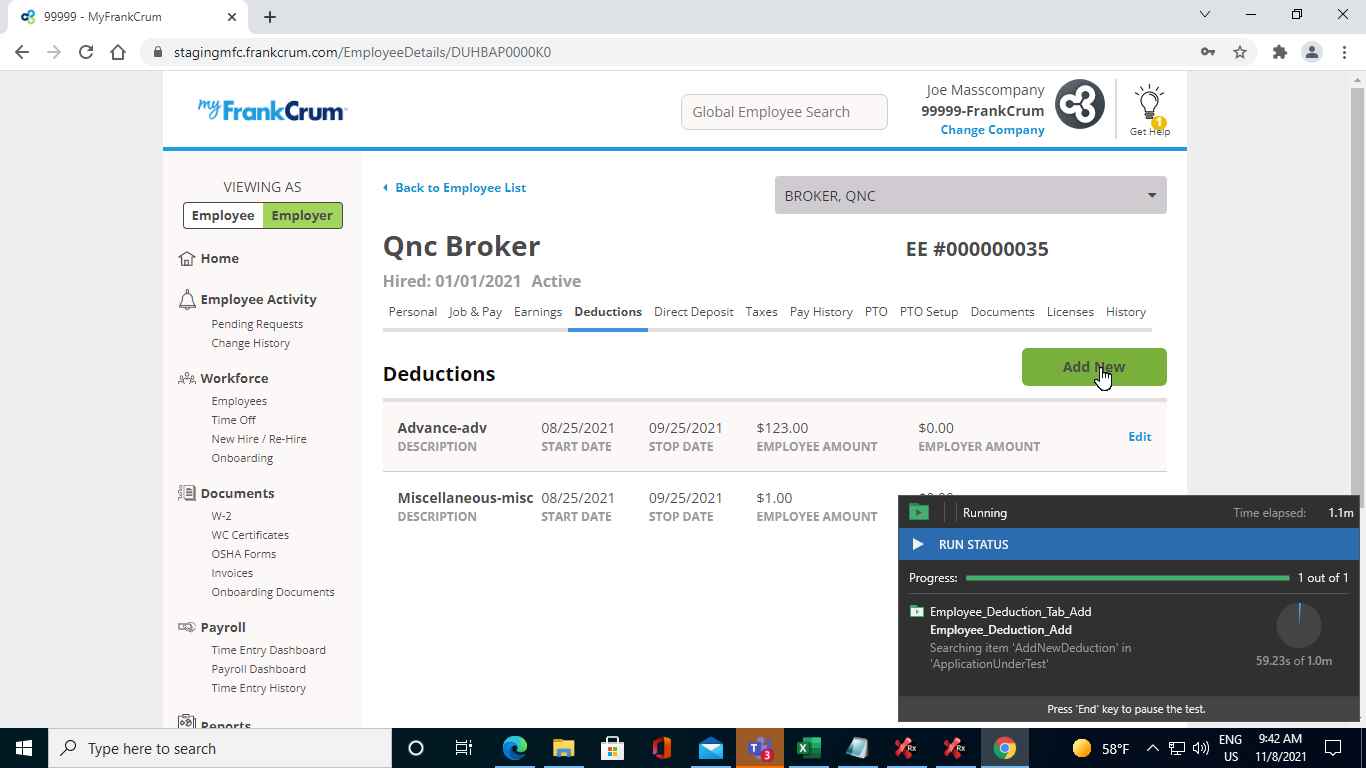 99999 - MyFrankCrum
stagingmfc.frankcrum.com/EmployeeDetails/DUHBAP0000K0
my FrankCrum
Global Employee Search
Joe Masscompany
99999-FrankCrum
Change Company
1
Get Help
VIEWING AS
Employee Employer
Home
Employee Activity
Pending Requests
Change History
Workforce
Employees
Time Off
New Hire / Re-Hire
Onboarding
Documents
W-2
WC Certificates
OSHA Forms
Invoices
Onboarding Documents
Payroll
Time Entry Dashboard
Payroll Dashboard
Time Entry History
Reports
Back to Employee List
BROKER, QNC
Qnc Broker
EE #000000035
Hired: 01/01/2021 Active
Personal Job & Pay Earnings Deductions Direct Deposit Taxes Pay History PTO PTO Setup Documents Licenses History
Deductions
Add New
Advance-adv 08/25/2021 09/25/2021 $123.00 $0.00
DESCRIPTION START DATE STOP DATE EMPLOYEE AMOUNT EMPLOYER AMOUNT
Edit
Miscellaneous-misc 08/25/2021 09/25/2021 $1.00
DESCRIPTION START DATE STOP DATE EMPLOYEE AMOUNT
Running Time elapsed: 1.1m
RUN STATUS
Progress: 1 out of 1
Employee_Deduction_Tab_Add
Employee_Deduction_Add
Searching item 'AddNewDeduction' in
'ApplicationUnderTest'
59.23s of 1.0m
Press 'End' key to pause the test.
Type here to search
3
Rx
Rx
58°F
ENG
US
9:42 AM
11/8/2021